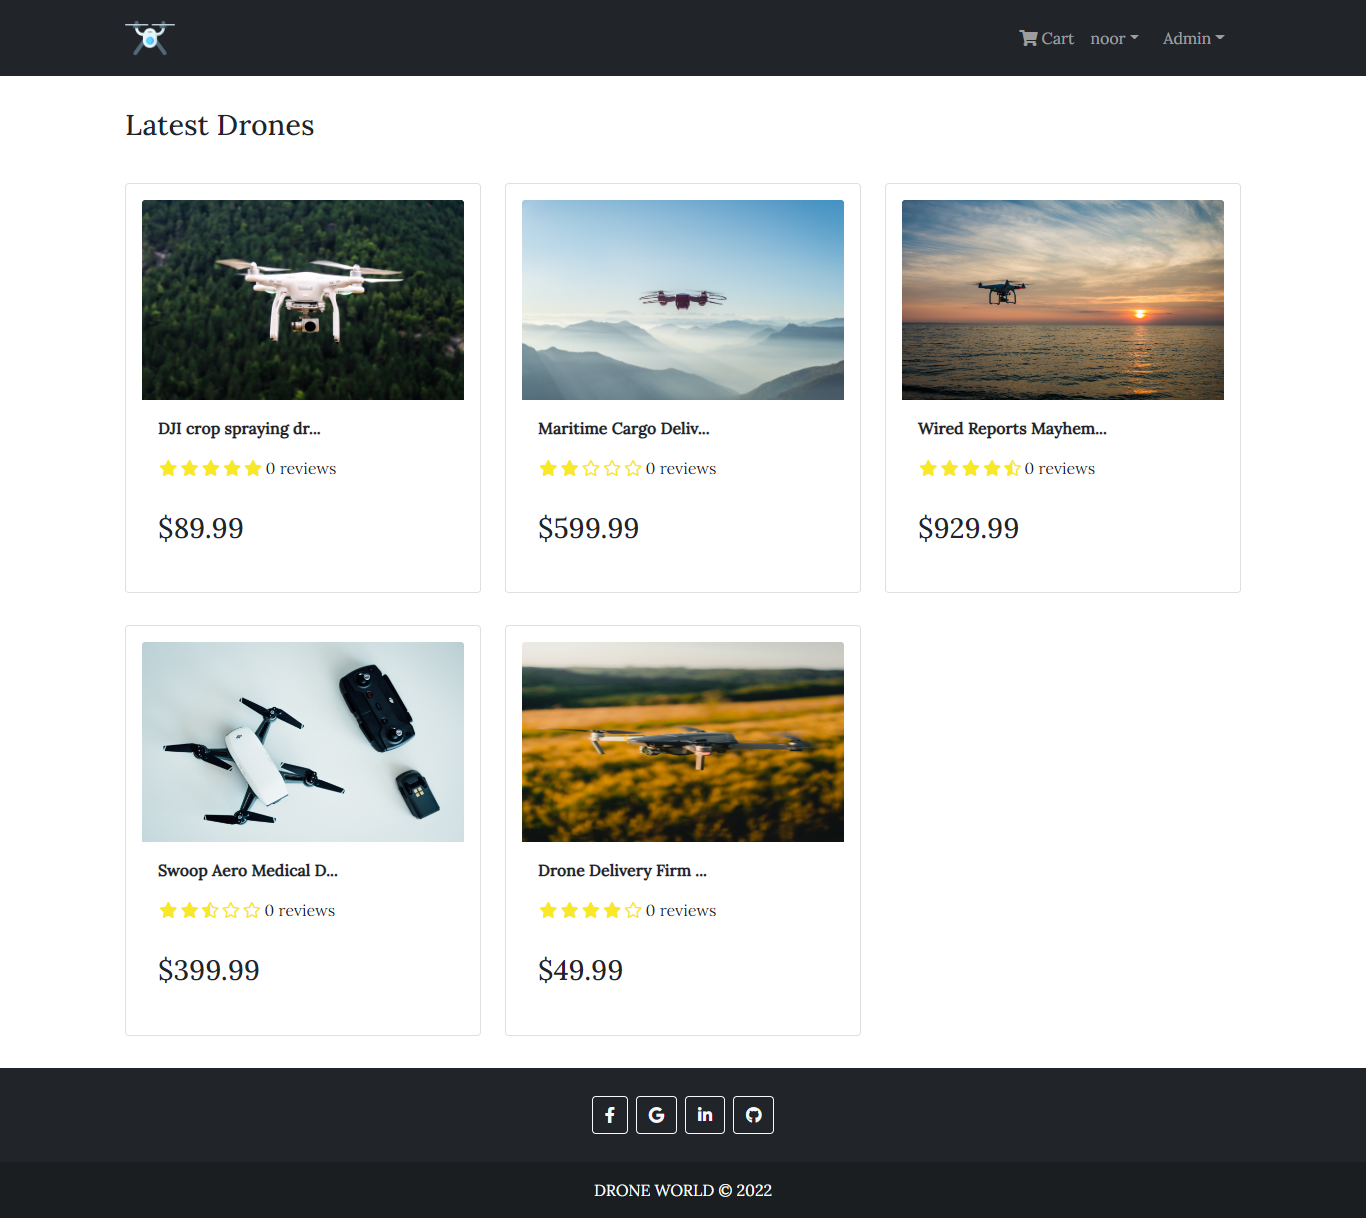 Cart noor Admin
Latest Drones
DJI crop spraying dr...
0 reviews
$89.99
Maritime Cargo Deliv...
0 reviews
$599.99
Wired Reports Mayhem...
0 reviews
$929.99
Swoop Aero Medical D...
0 reviews
$399.99
Drone Delivery Firm ...
0 reviews
$49.99
DRONE WORLD © 2022